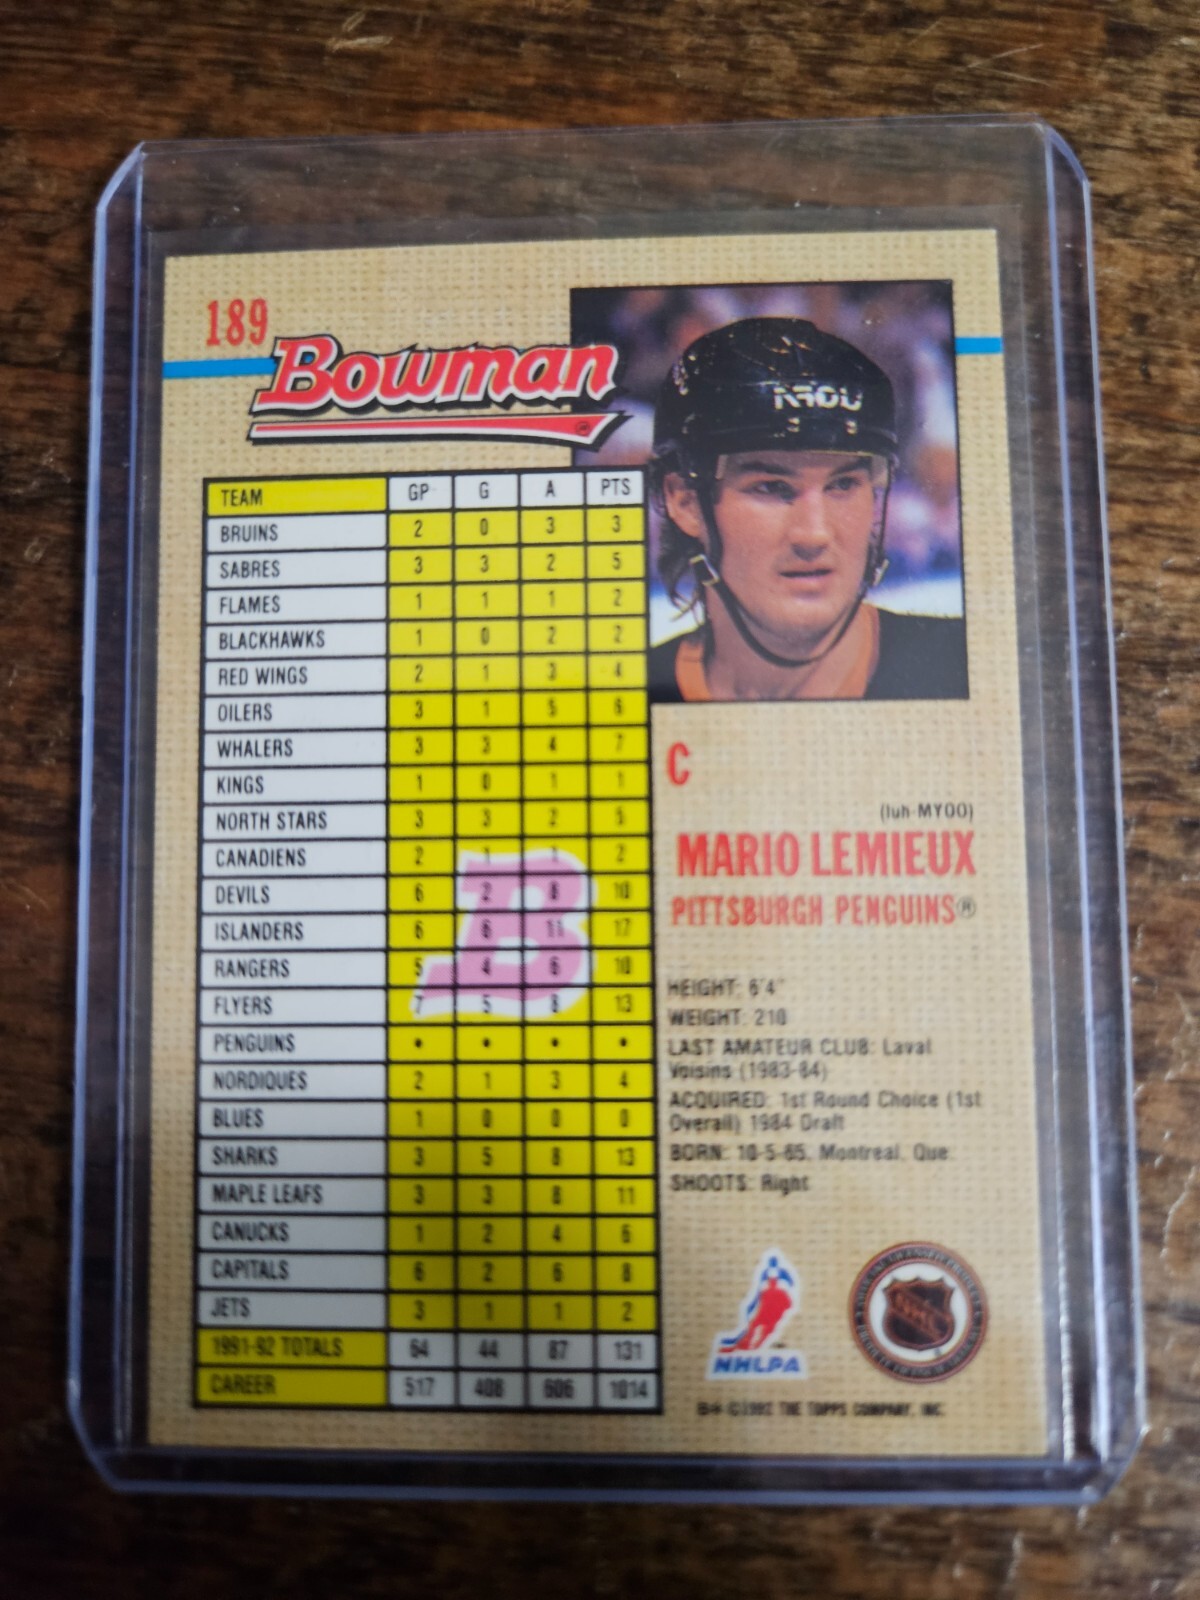 189
Bowman ®
TEAM GP G A PTS
BRUINS 2 0 3 3
SABRES 3 3 2 5
FLAMES 1 1 1 2
BLACKHAWKS 1 0 2 2
RED WINGS 2 1 3 4
OILERS 3 1 5 6
WHALERS 3 3 4 7
KINGS 1 0 1 1
NORTH STARS 3 3 2 5
CANADIENS 2 1 1 2
DEVILS 6 2 8 10
ISLANDERS 6 6 11 17
RANGERS 5 4 6 10
FLYERS 7 5 8 13
PENGUINS • • • •
NORDIQUES 2 1 3 4
BLUES 1 0 0 0
SHARKS 3 5 8 13
MAPLE LEAFS 3 3 8 11
CANUCKS 1 2 4 6
CAPITALS 6 2 6 8
JETS 3 1 1 2
1991-92 TOTALS 64 44 87 131
CAREER 517 408 606 1014
B
C
(luh-MYOO)
MARIO LEMIEUX
PITTSBURGH PENGUINS®
HEIGHT: 6'4"
WEIGHT: 210
LAST AMATEUR CLUB: Laval
Voisins (1983-84)
ACQUIRED: 1st Round Choice (1st
Overall) 1984 Draft
BORN: 10-5-65, Montreal, Que.
SHOOTS: Right
NHLPA
NHL
B* ©1992 THE TOPPS COMPANY, INC.